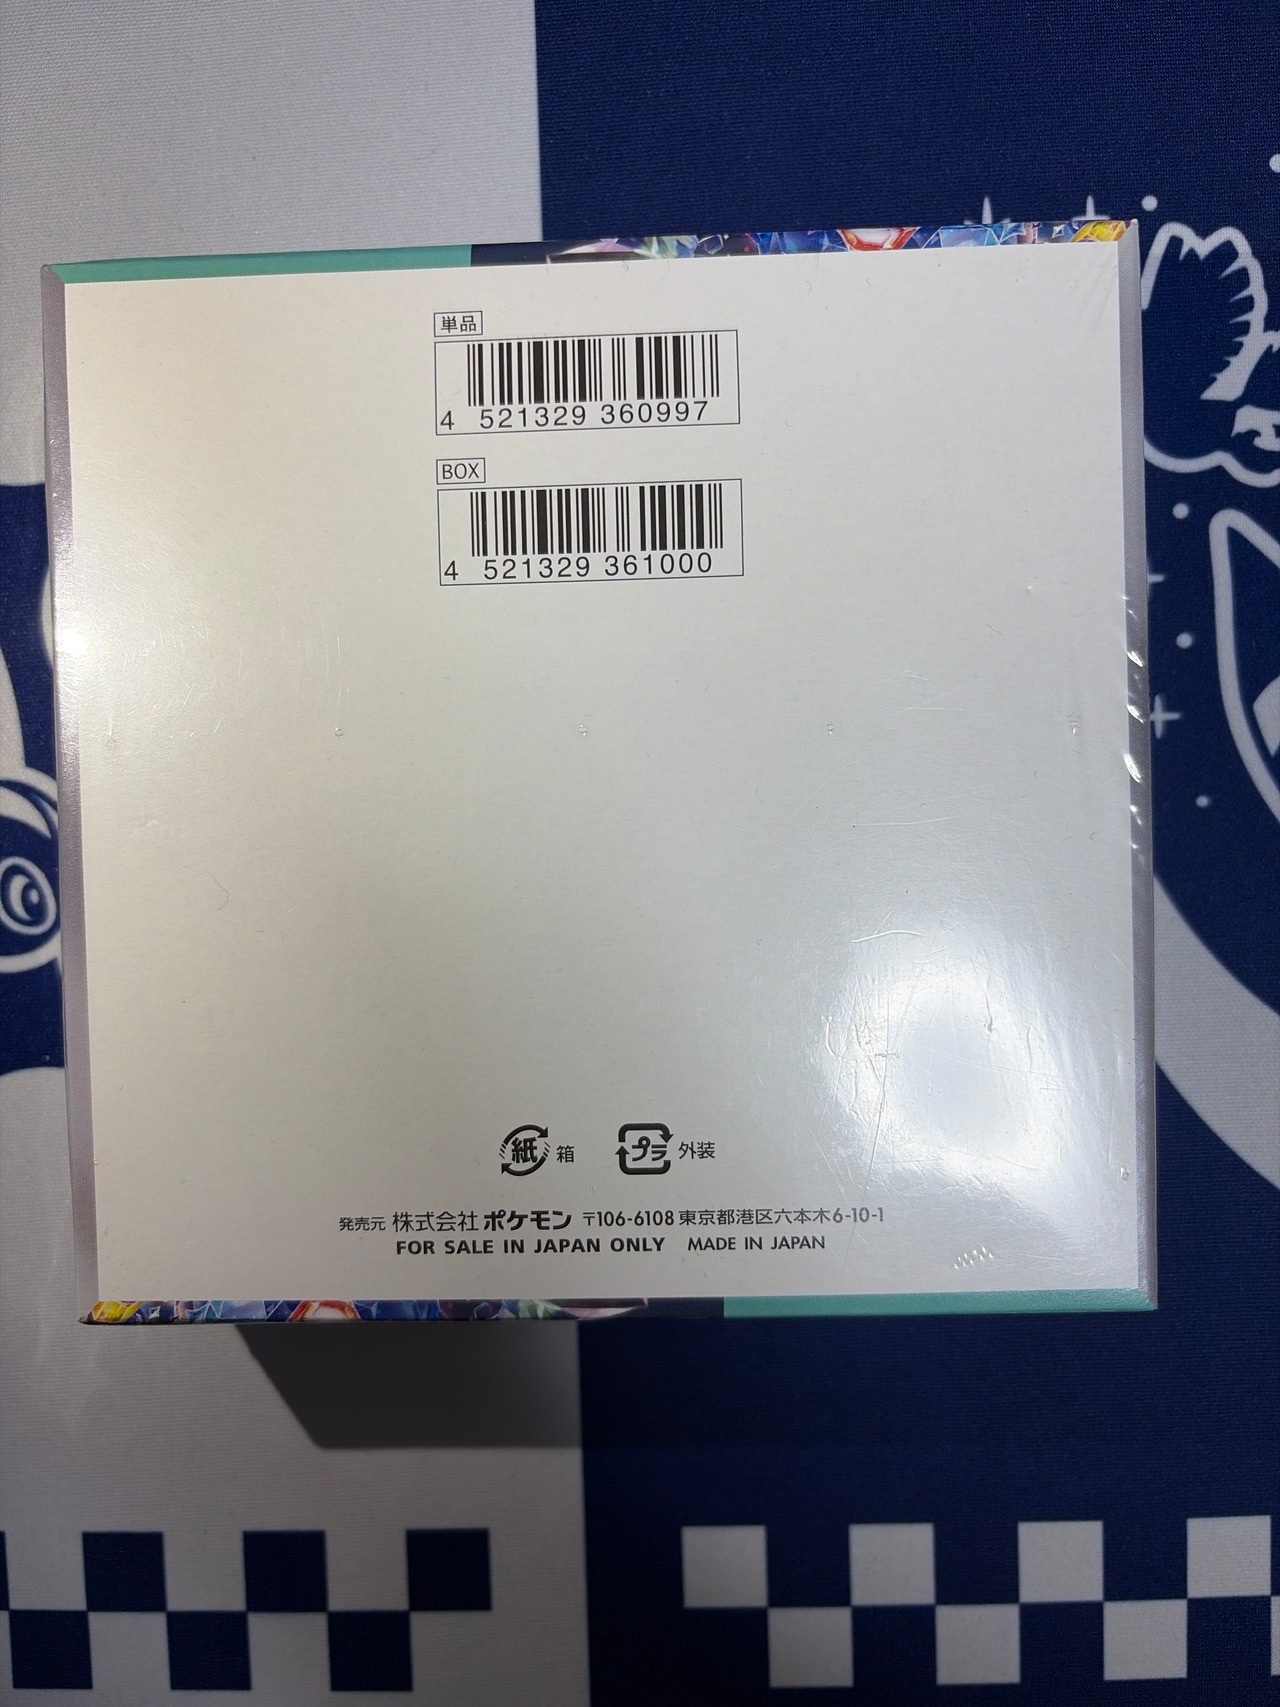 単品
4 521329 360997
BOX
4 521329 361000
紙 箱 プラ 外装
発売元 株式会社ポケモン 〒106-6108 東京都港区六本木6-10-1
FOR SALE IN JAPAN ONLY MADE IN JAPAN